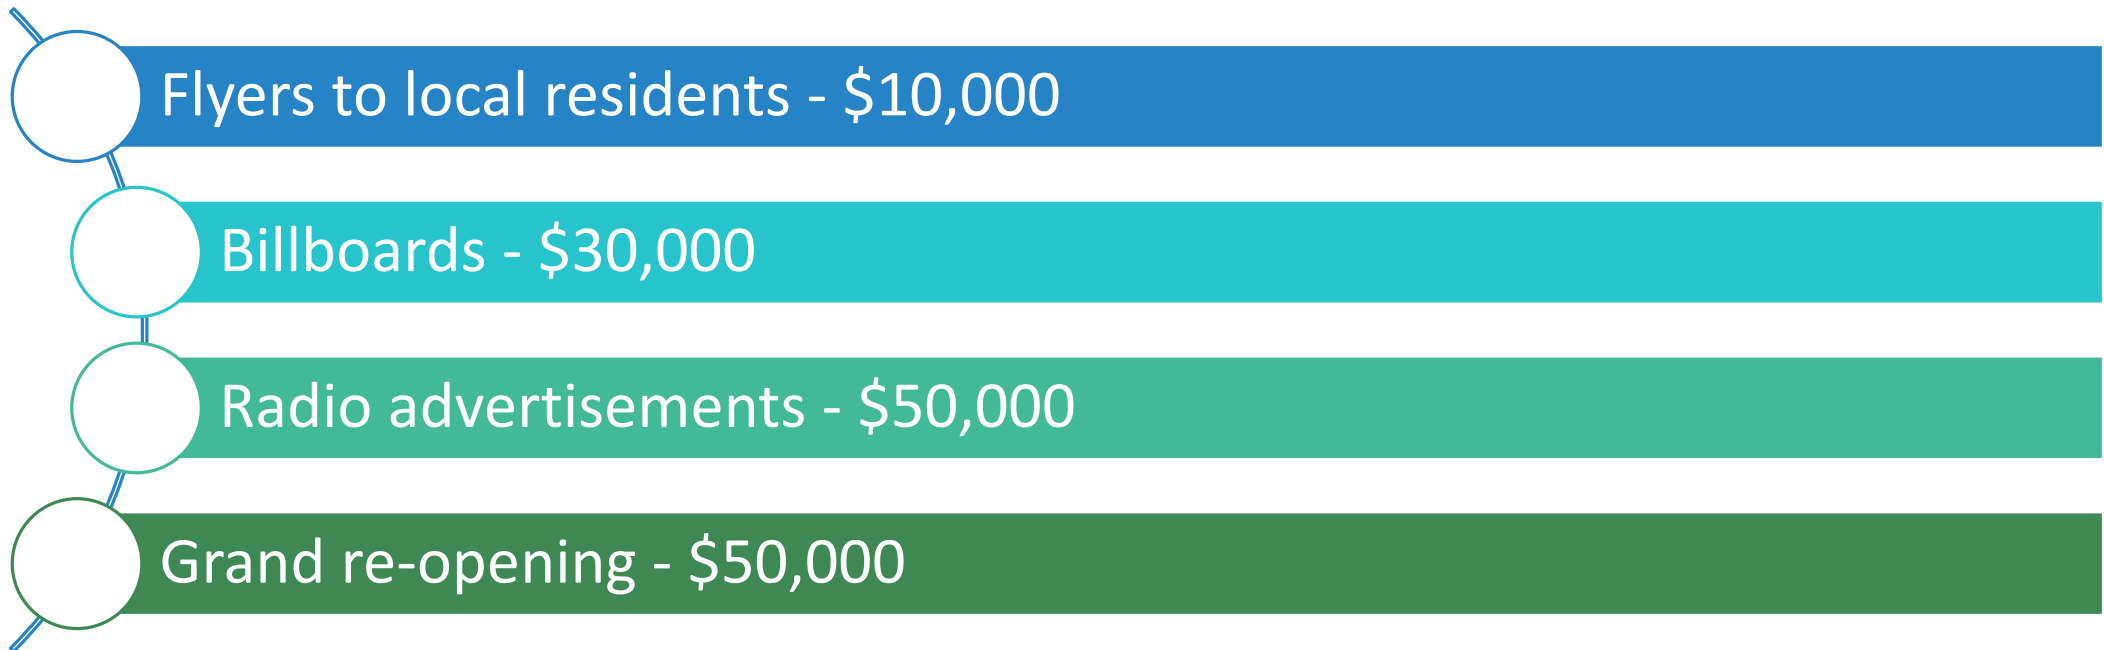 Flyers to local residents - $10,000
Billboards - $30,000
Radio advertisements - $50,000
Grand re-opening - $50,000